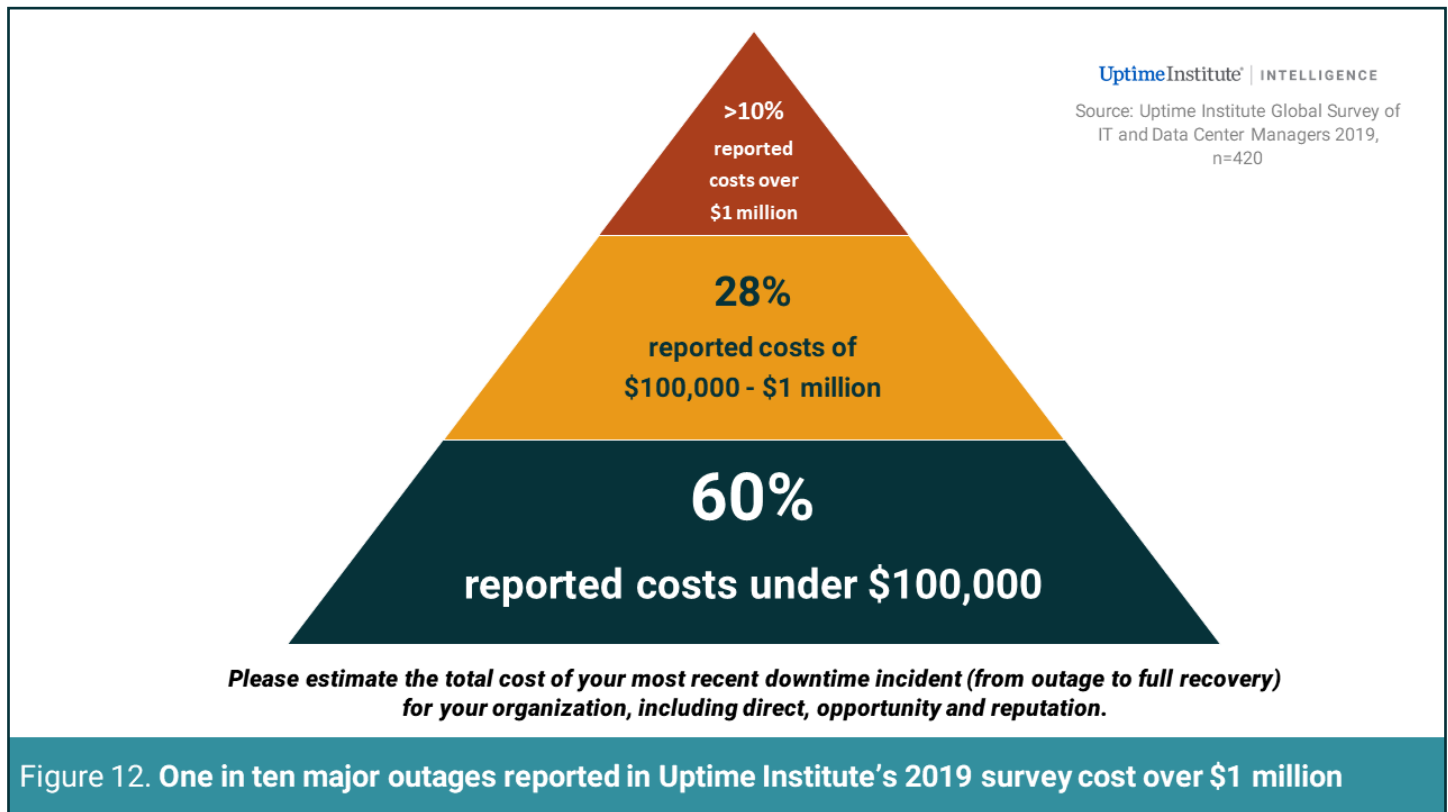 UptimeInstitute® | INTELLIGENCE
Source: Uptime Institute Global Survey of
IT and Data Center Managers 2019,
n=420
>10%
reported
costs over
$1 million
28%
reported costs of
$100,000 - $1 million
60%
reported costs under $100,000
Please estimate the total cost of your most recent downtime incident (from outage to full recovery)
for your organization, including direct, opportunity and reputation.
Figure 12. One in ten major outages reported in Uptime Institute's 2019 survey cost over $1 million